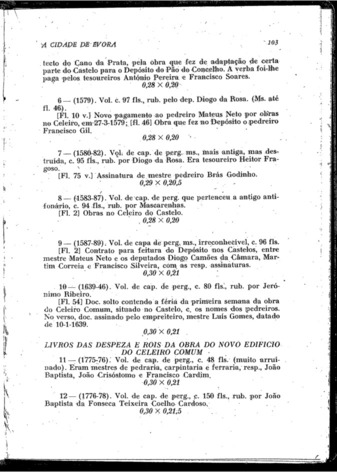 A CIDADE DE EVORA 103
tecto do Cano da Prata, pela obra que fez de adaptação de certa
parte do Castelo para o Depósito do Pão do Concelho. A verba foi-lhe
paga pelos tesoureiros António Pereira e Francisco Soares.
0,28 × 0,20
6 — (1579). Vol. c. 97 fls., rub. pelo dep. Diogo da Rosa. (Ms. até
fl. 46).
[Fl. 10 v.] Novo pagamento ao pedreiro Mateus Neto por obras
no Celeiro, em 27-3-1579; [fl. 46] Obra que fez no Depósito o pedreiro
Francisco Gil.
0,28 × 0,20
7 — (1580-82). Vol. de cap. de perg. ms., mais antiga, mas des-
truida, c. 95 fls., rub. por Diogo da Rosa. Era tesoureiro Heitor Fra-
goso.
[Fl. 75 v.] Assinatura de mestre pedreiro Brás Godinho.
0,29 × 0,20,5
8 — (1583-87). Vol. de cap. de perg. que pertenceu a antigo anti-
fonário, c. 94 fls., rub. por Mascarenhas.
[Fl. 2] Obras no Celeiro do Castelo.
0,28 × 0,20
9 — (1587-89). Vol. de capa de perg. ms., irreconhecível, c. 96 fls.
[Fl. 2] Contrato para feitura do Depósito nos Castelos, entre
mestre Mateus Neto e os deputados Diogo Camões da Câmara, Mar-
tim Correia e Francisco Silveira, com as resp. assinaturas.
0,30 × 0,21
10 — (1639-46). Vol. de cap. de perg., c. 80 fls., rub. por Jeró-
nimo Ribeiro.
[Fl. 54] Doc. solto contendo a féria da primeira semana da obra
do Celeiro Comum, situado no Castelo, e os nomes dos pedreiros.
No verso, doc. assinado pelo empreiteiro, mestre Luís Gomes, datado
de 10-1-1639.
0,30 × 0,21
LIVROS DAS DESPEZA E ROIS DA OBRA DO NOVO EDIFICIO
DO CELEIRO COMUM
11 — (1775-76). Vol. de cap. de perg., c. 48 fls. (muito arrui-
nado). Eram mestres de pedraria, carpintaria e ferraria, resp., João
Baptista, João Crisóstomo e Francisco Cardim.
0,30 × 0,21
12 — (1776-78). Vol. de cap. de perg., c. 150 fls., rub. por João
Baptista da Fonseca Teixeira Coelho Cardoso.
0,30 × 0,21,5